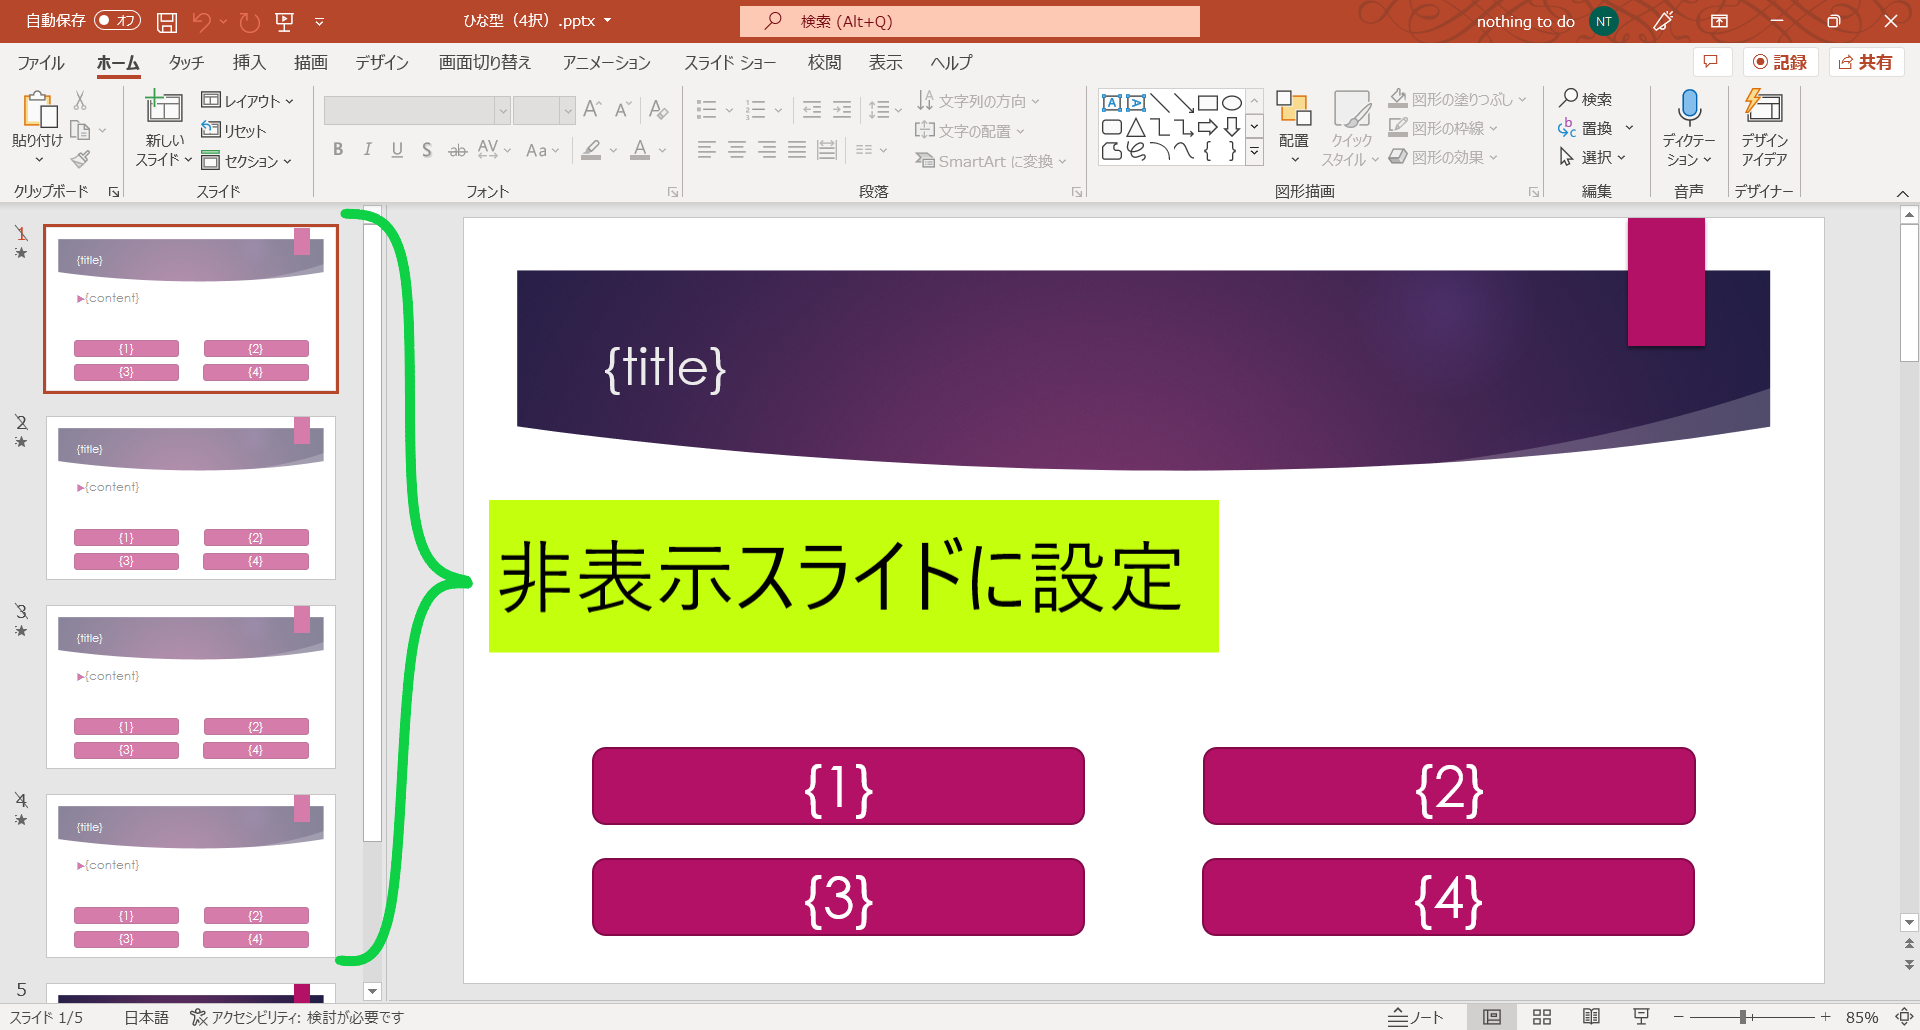 自動保存 オフ ひな型（4択）.pptx 検索 (Alt+Q) nothing to do NT
ファイル ホーム タッチ 挿入 描画 デザイン 画面切り替え アニメーション スライド ショー 校閲 表示 ヘルプ 記録 共有
貼り付け
新しい
スライド
レイアウト
リセット
セクション
B I U S ab AV Aa A
文字列の方向
文字の配置
SmartArt に変換
配置
クイック
スタイル
図形の塗りつぶし
図形の枠線
図形の効果
検索
置換
選択
ディクテー
ション
デザイン
アイデア
クリップボード スライド フォント 段落 図形描画 編集 音声 デザイナー
1
{title}
▶{content}
{1} {2}
{3} {4}
2
{title}
▶{content}
{1} {2}
{3} {4}
3
{title}
▶{content}
{1} {2}
{3} {4}
4
{title}
▶{content}
{1} {2}
{3} {4}
5
{title}
非表示スライドに設定
{1} {2}
{3} {4}
スライド 1/5 日本語 アクセシビリティ: 検討が必要です ノート 85%